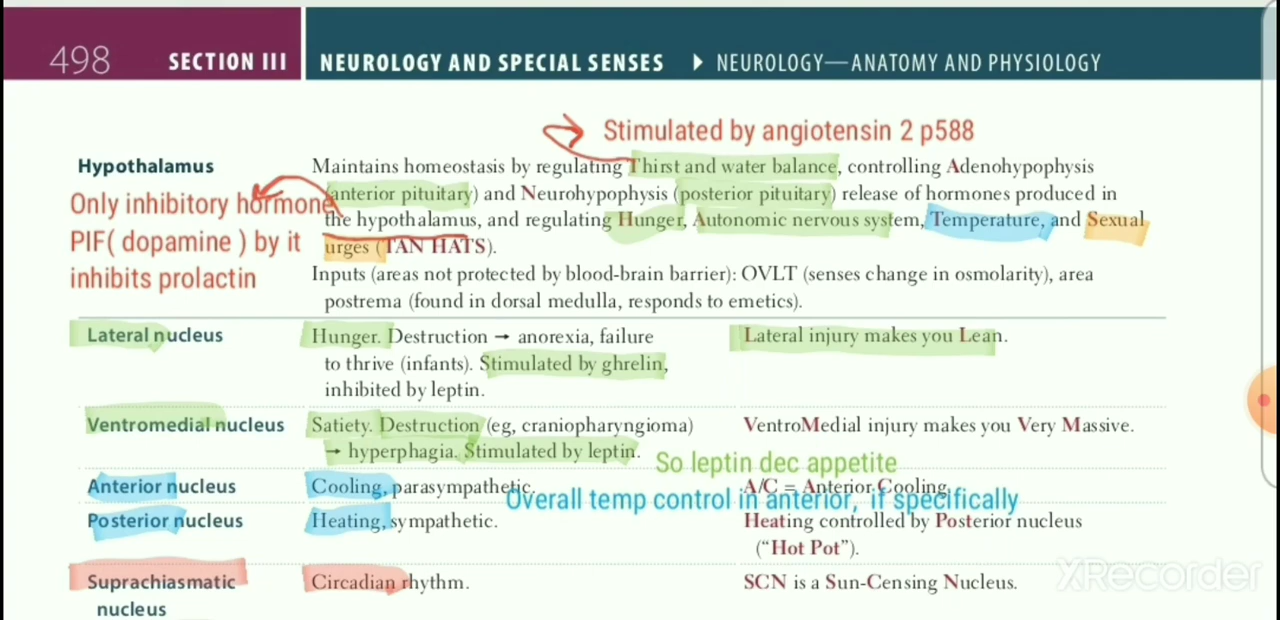 498 SECTION III NEUROLOGY AND SPECIAL SENSES ▶ NEUROLOGY—ANATOMY AND PHYSIOLOGY
Stimulated by angiotensin 2 p588
Hypothalamus
Maintains homeostasis by regulating Thirst and water balance, controlling Adenohypophysis
(anterior pituitary) and Neurohypophysis (posterior pituitary) release of hormones produced in
the hypothalamus, and regulating Hunger, Autonomic nervous system, Temperature, and Sexual
urges (TAN HATS).
Only inhibitory hormone
PIF( dopamine ) by it
inhibits prolactin
Inputs (areas not protected by blood-brain barrier): OVLT (senses change in osmolarity), area
postrema (found in dorsal medulla, responds to emetics).
Lateral nucleus
Hunger. Destruction → anorexia, failure
to thrive (infants). Stimulated by ghrelin,
inhibited by leptin.
Lateral injury makes you Lean.
Ventromedial nucleus
Satiety. Destruction (eg, craniopharyngioma)
→ hyperphagia. Stimulated by leptin.
VentroMedial injury makes you Very Massive.
So leptin dec appetite
Anterior nucleus
Cooling, parasympathetic.
A/C = Anterior Cooling.
Overall temp control in anterior, if specifically
Posterior nucleus
Heating, sympathetic.
Heating controlled by Posterior nucleus
("Hot Pot").
Suprachiasmatic
nucleus
Circadian rhythm.
SCN is a Sun-Censing Nucleus.
XRecorder